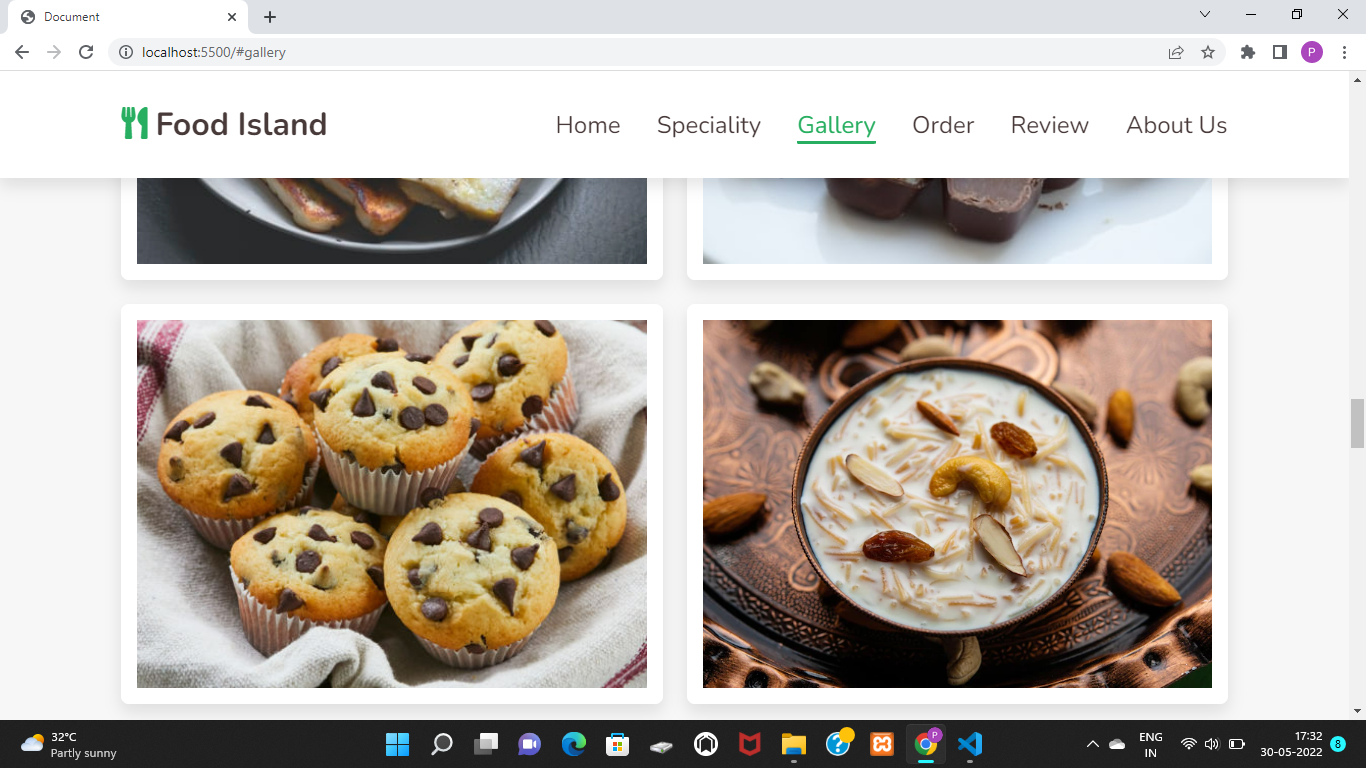 Document
localhost:5500/#gallery
P
Food Island
Home Speciality Gallery Order Review About Us
32°C
Partly sunny
P
ENG
IN
17:32
30-05-2022
8